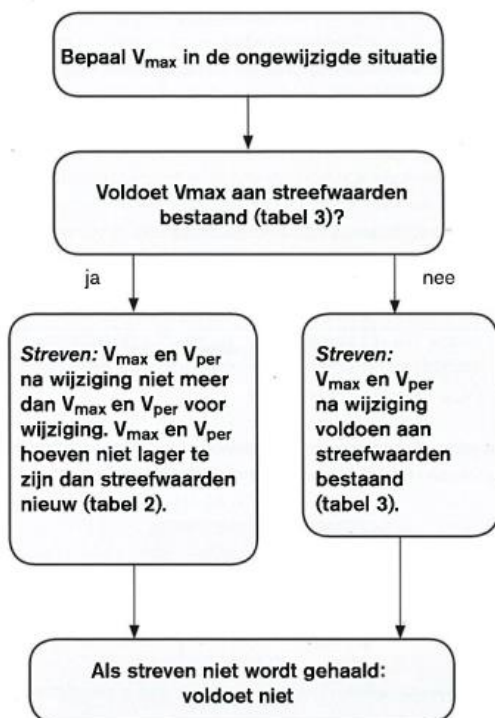 Bepaal Vmax in de ongewijzigde situatie
Voldoet Vmax aan streefwaarden
bestaand (tabel 3)?
ja
nee
Streven: Vmax en Vper
na wijziging niet meer
dan Vmax en Vper voor
wijziging. Vmax en Vper
hoeven niet lager te
zijn dan streefwaarden
nieuw (tabel 2).
Streven:
Vmax en Vper
na wijziging
voldoen aan
streefwaarden
bestaand
(tabel 3).
Als streven niet wordt gehaald:
voldoet niet